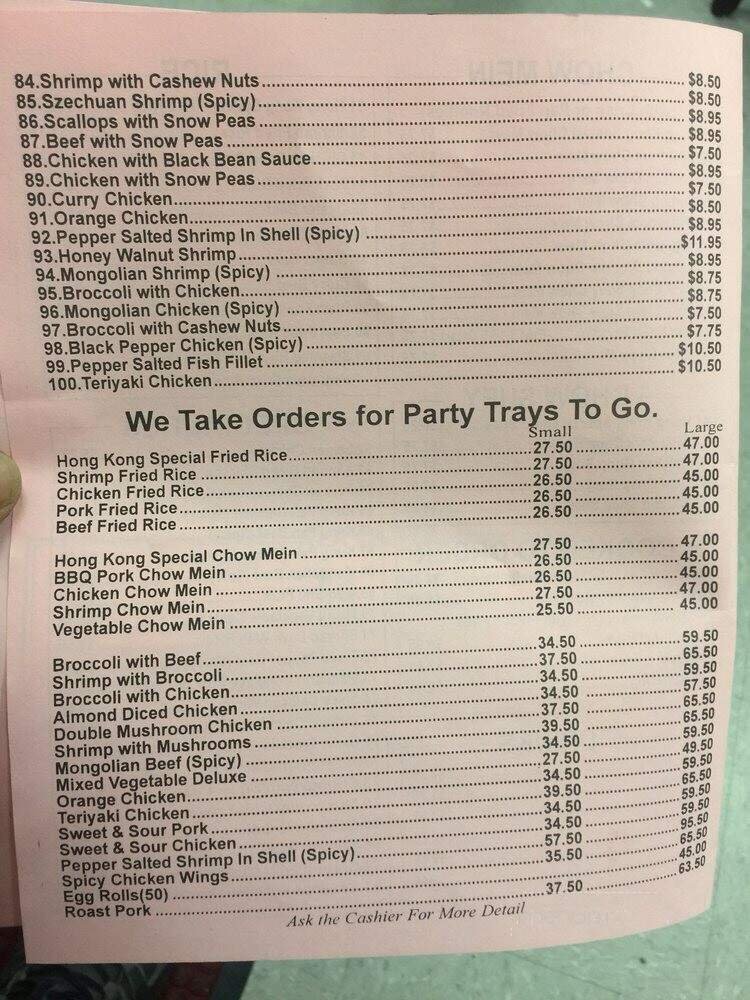 84.Shrimp with Cashew Nuts $8.50
85.Szechuan Shrimp (Spicy) $8.50
86.Scallops with Snow Peas $8.95
87.Beef with Snow Peas $8.95
88.Chicken with Black Bean Sauce $7.50
89.Chicken with Snow Peas $8.95
90.Curry Chicken $7.50
91.Orange Chicken $8.50
92.Pepper Salted Shrimp In Shell (Spicy) $8.95
93.Honey Walnut Shrimp $11.95
94.Mongolian Shrimp (Spicy) $8.95
95.Broccoli with Chicken $8.75
96.Mongolian Chicken (Spicy) $8.75
97.Broccoli with Cashew Nuts $7.50
98.Black Pepper Chicken (Spicy) $7.75
99.Pepper Salted Fish Fillet $10.50
100.Teriyaki Chicken $10.50
We Take Orders for Party Trays To Go.
Small Large
Hong Kong Special Fried Rice 27.50 47.00
Shrimp Fried Rice 27.50 47.00
Chicken Fried Rice 26.50 45.00
Pork Fried Rice 26.50 45.00
Beef Fried Rice 26.50 45.00
Hong Kong Special Chow Mein 27.50 47.00
BBQ Pork Chow Mein 26.50 45.00
Chicken Chow Mein 26.50 45.00
Shrimp Chow Mein 27.50 47.00
Vegetable Chow Mein 25.50 45.00
Broccoli with Beef 34.50 59.50
Shrimp with Broccoli 37.50 65.50
Broccoli with Chicken 34.50 59.50
Almond Diced Chicken 34.50 57.50
Double Mushroom Chicken 37.50 65.50
Shrimp with Mushrooms 39.50 65.50
Mongolian Beef (Spicy) 34.50 59.50
Mixed Vegetable Deluxe 27.50 49.50
Orange Chicken 34.50 59.50
Teriyaki Chicken 39.50 65.50
Sweet & Sour Pork 34.50 59.50
Sweet & Sour Chicken 34.50 59.50
Pepper Salted Shrimp In Shell (Spicy) 57.50 95.50
Spicy Chicken Wings 35.50 65.50
Egg Rolls(50) 45.00
Roast Pork 37.50 63.50
Ask the Cashier For More Detail